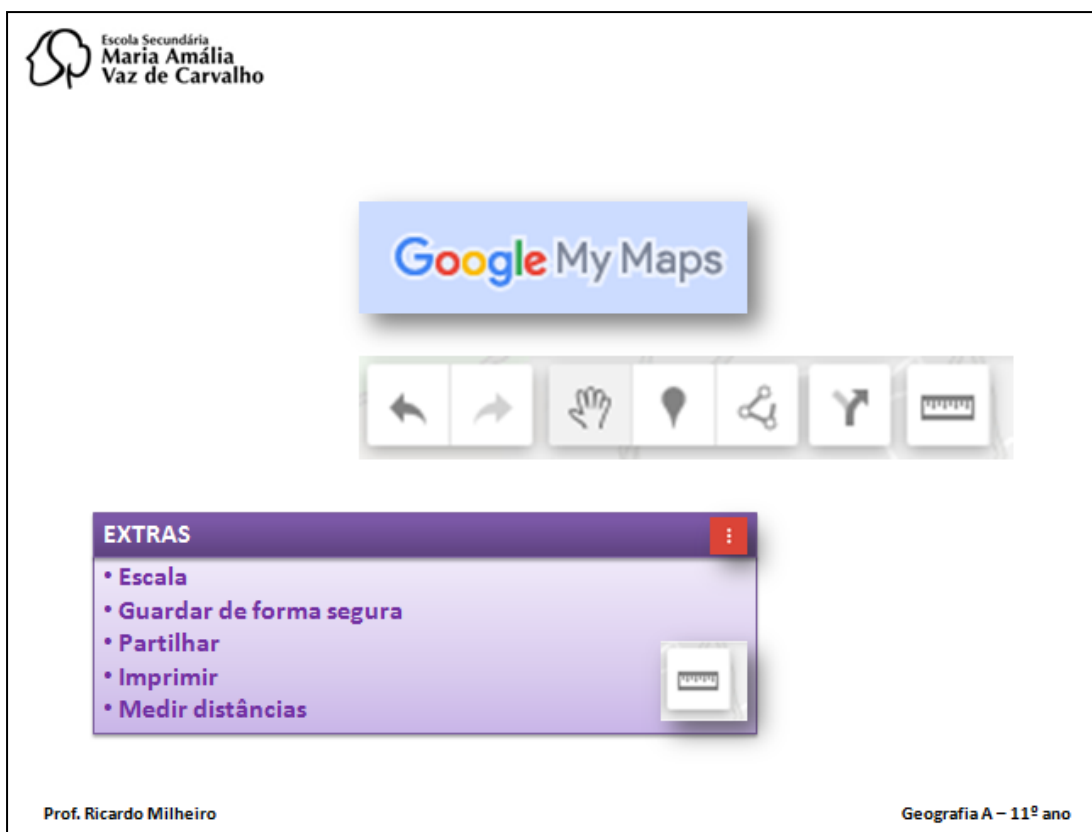 Escola Secundária
Maria Amália
Vaz de Carvalho
Google My Maps
EXTRAS
• Escala
• Guardar de forma segura
• Partilhar
• Imprimir
• Medir distâncias
Prof. Ricardo Milheiro
Geografia A – 11º ano